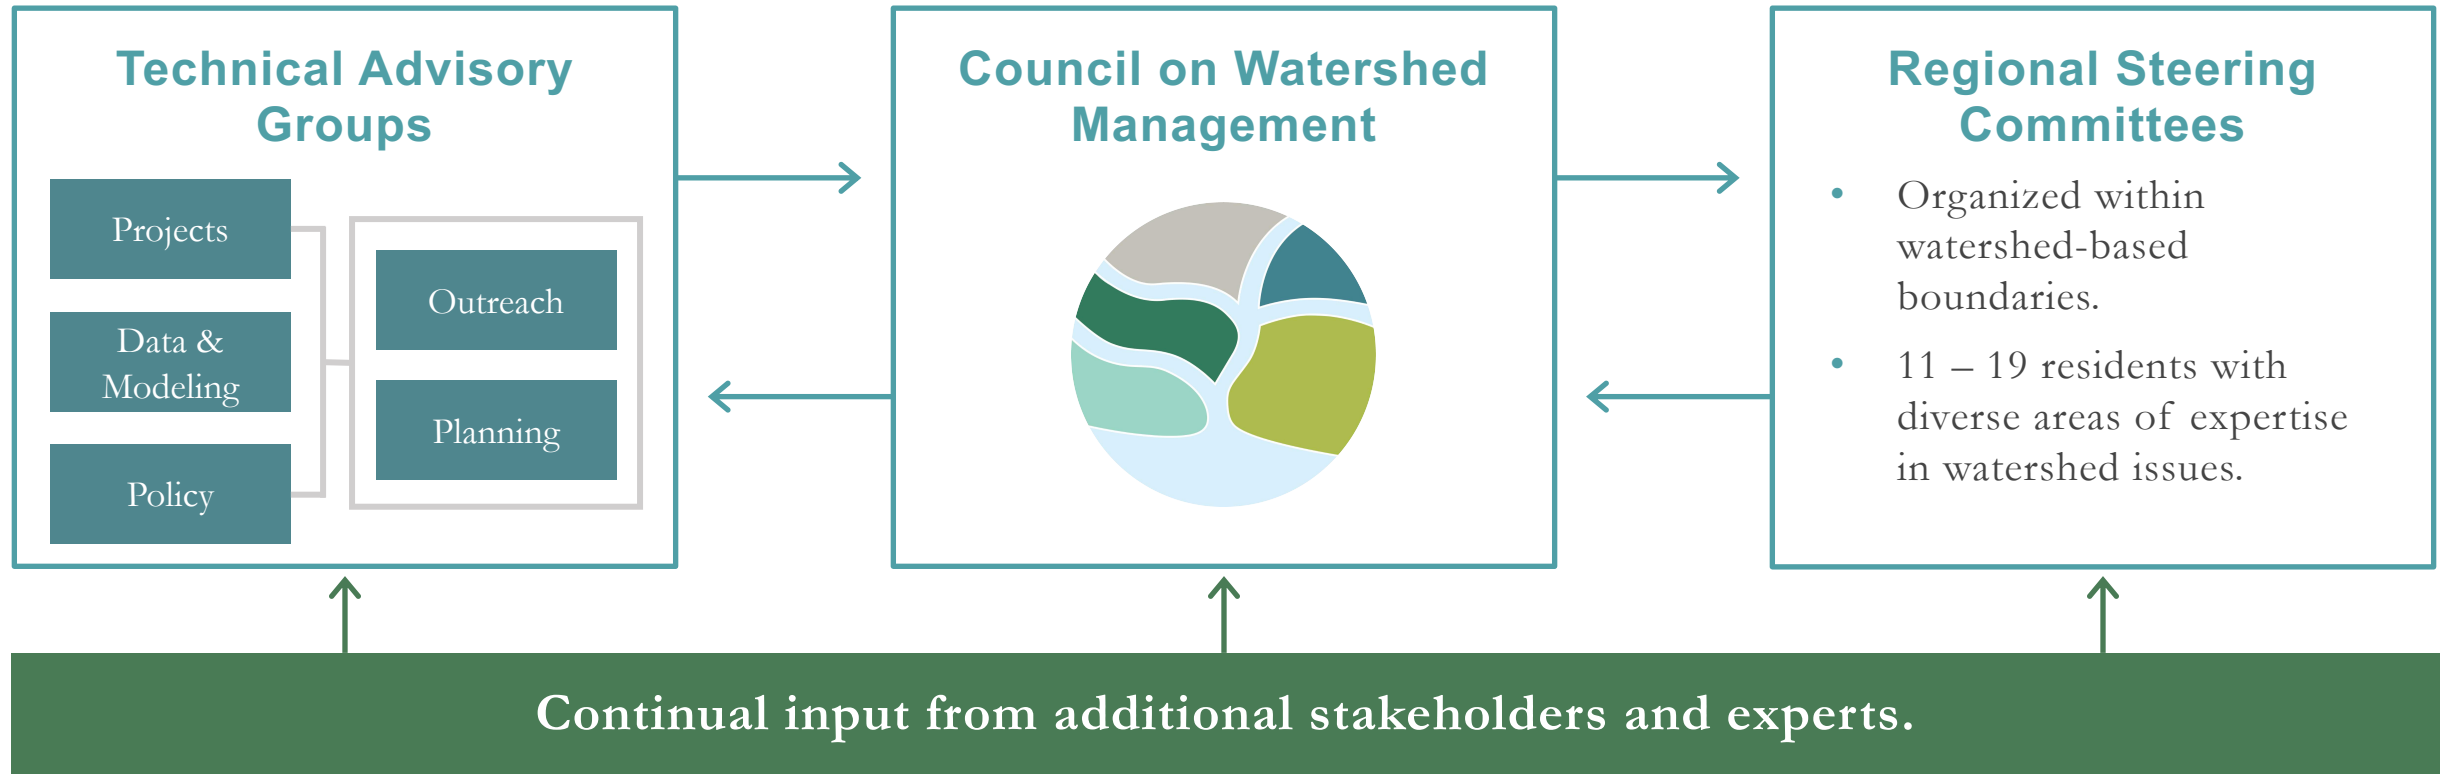 Technical Advisory
Groups
Projects
Data &
Modeling
Policy
Outreach
Planning
Council on Watershed
Management
Regional Steering
Committees
• Organized within
watershed-based
boundaries.
• 11 – 19 residents with
diverse areas of expertise
in watershed issues.
Continual input from additional stakeholders and experts.